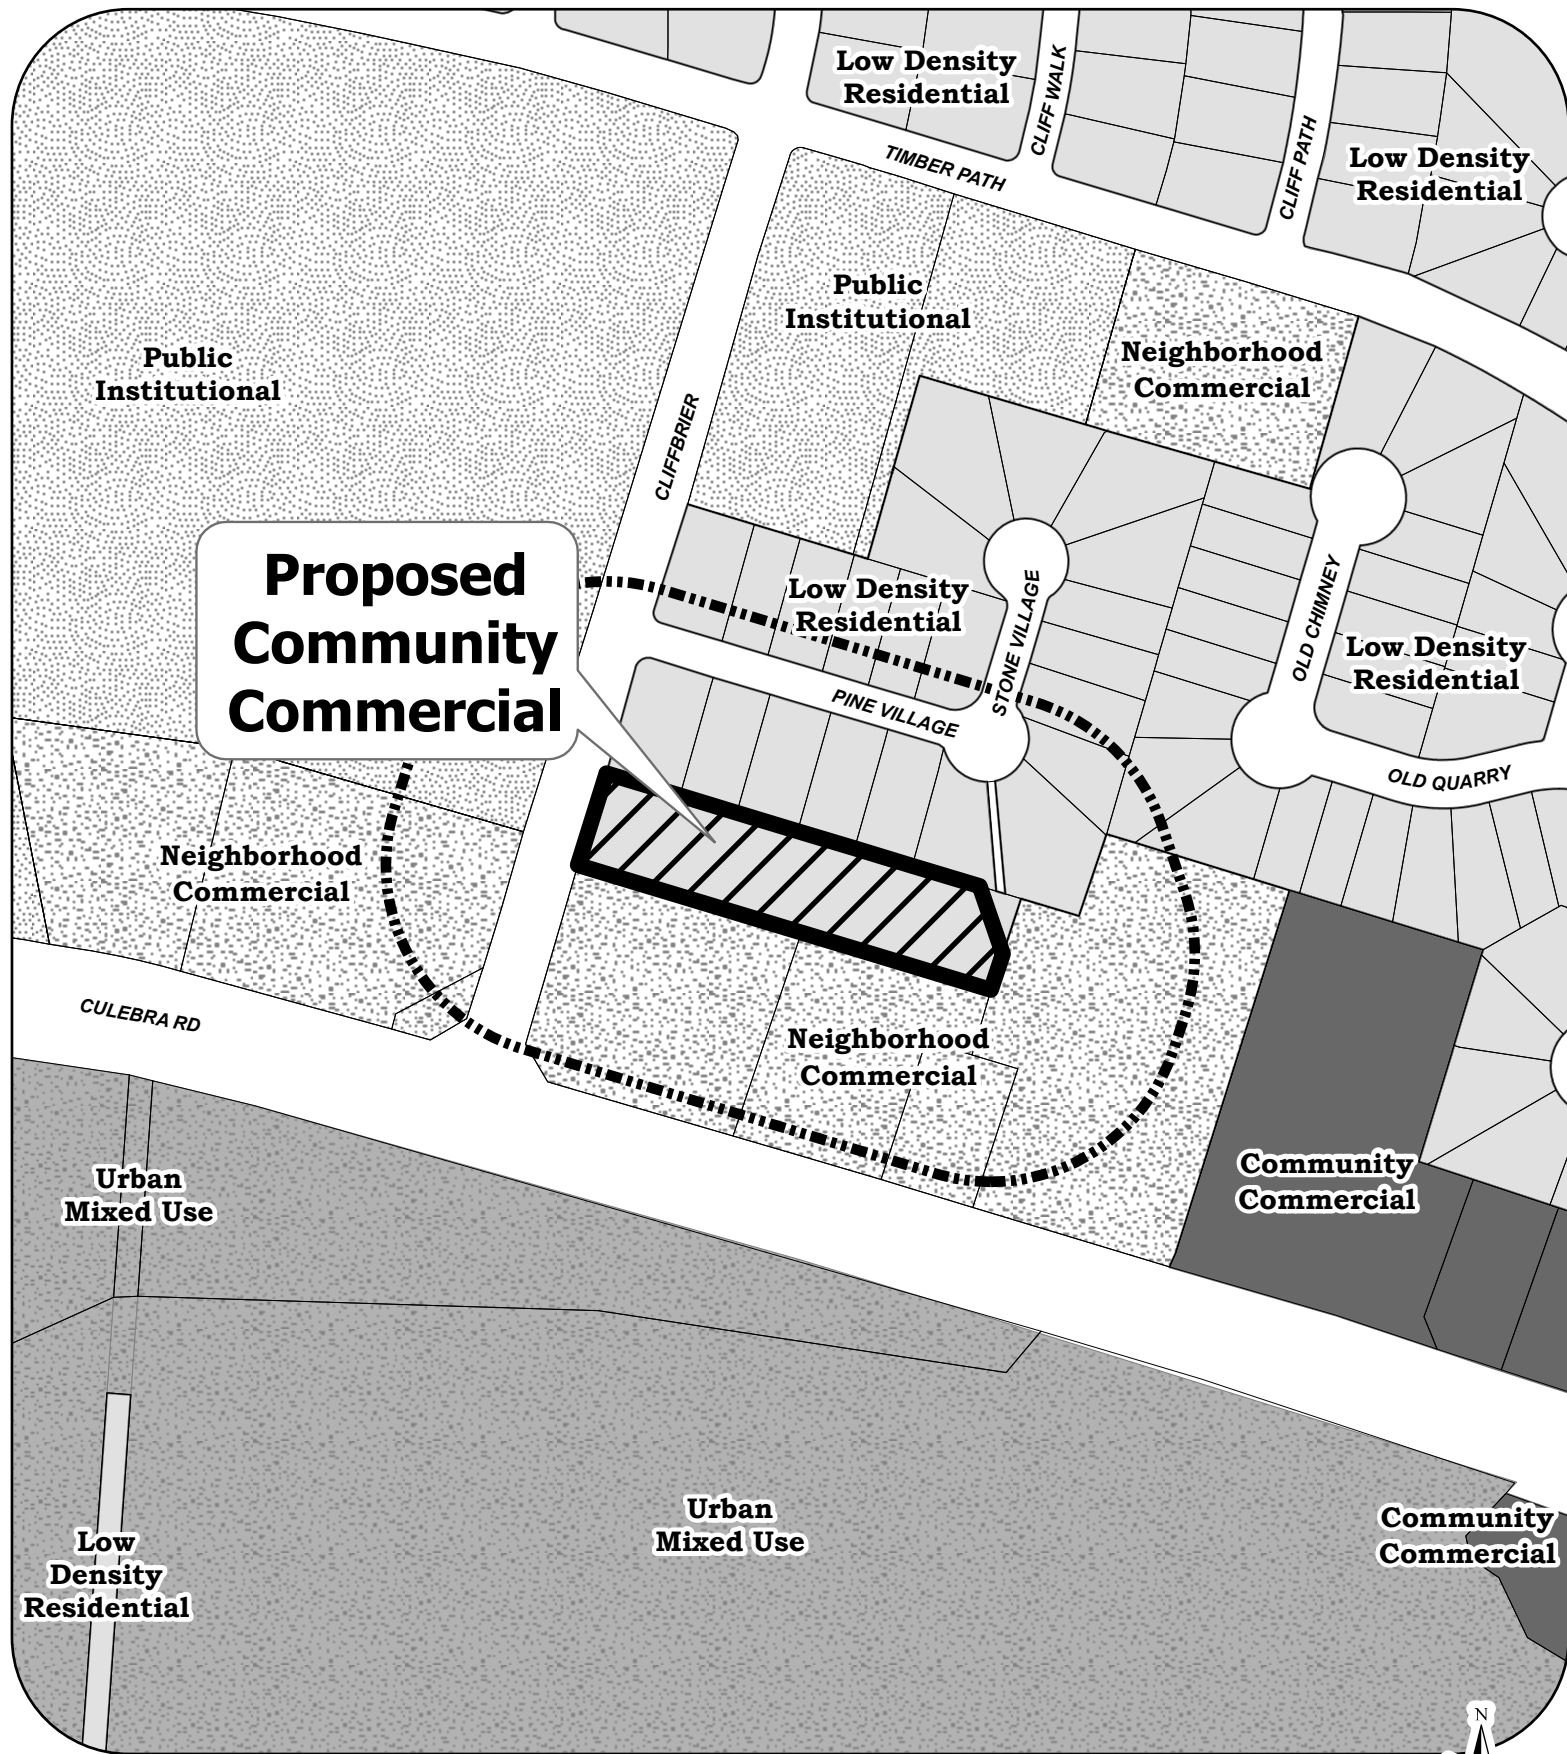 Low Density
Residential
CLIFF WALK
TIMBER PATH
CLIFF PATH
Low Density
Residential
Public
Institutional
Public
Institutional
Neighborhood
Commercial
CLIFFBRIER
Proposed
Community
Commercial
Low Density
Residential
STONE VILLAGE
OLD CHIMNEY
Low Density
Residential
PINE VILLAGE
OLD QUARRY
Neighborhood
Commercial
CULEBRA RD
Neighborhood
Commercial
Urban
Mixed Use
Community
Commercial
Urban
Mixed Use
Community
Commercial
Low
Density
Residential
N